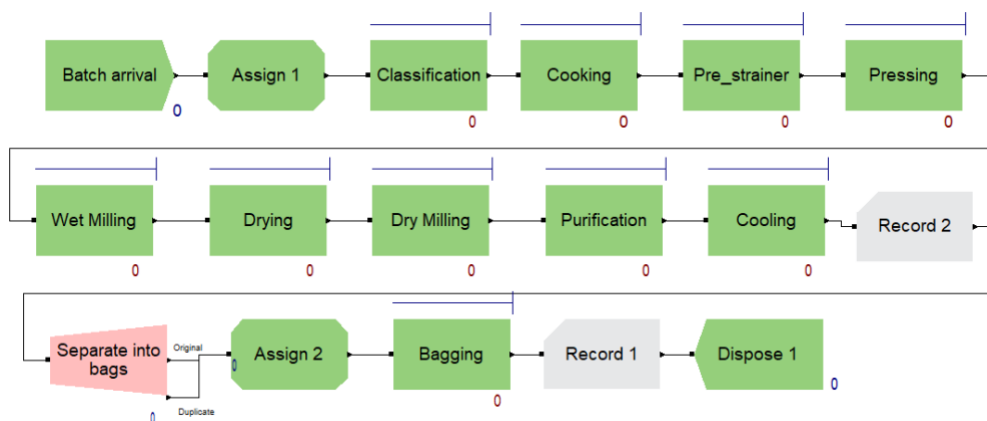 Batch arrival
Assign 1
Classification
Cooking
Pre_strainer
Pressing
0
0
0
0
0
Wet Milling
Drying
Dry Milling
Purification
Cooling
Record 2
0
0
0
0
0
Separate into
bags
Original
Duplicate
0
Assign 2
0
Bagging
0
Record 1
Dispose 1
0